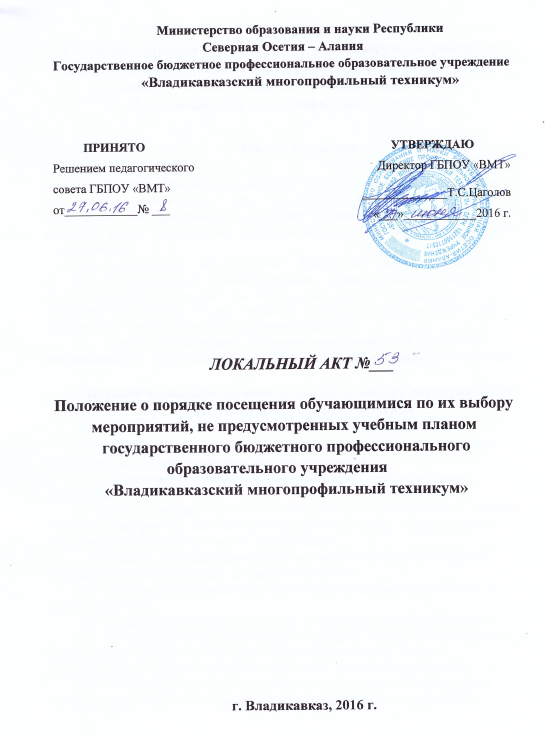 Министерство образования и науки Республики
Северная Осетия – Алания
Государственное бюджетное профессиональное образовательное учреждение
«Владикавказский многопрофильный техникум»
ПРИНЯТО
Решением педагогического
совета ГБПОУ «ВМТ»
от 29.06.16 № 8
УТВЕРЖДАЮ
Директор ГБПОУ «ВМТ»
Т.С.Цаголов
2016 г.
ЛОКАЛЬНЫЙ АКТ № 53
Положение о порядке посещения обучающимися по их выбору
мероприятий, не предусмотренных учебным планом
государственного бюджетного профессионального
образовательного учреждения
«Владикавказский многопрофильный техникум»
г. Владикавказ, 2016 г.